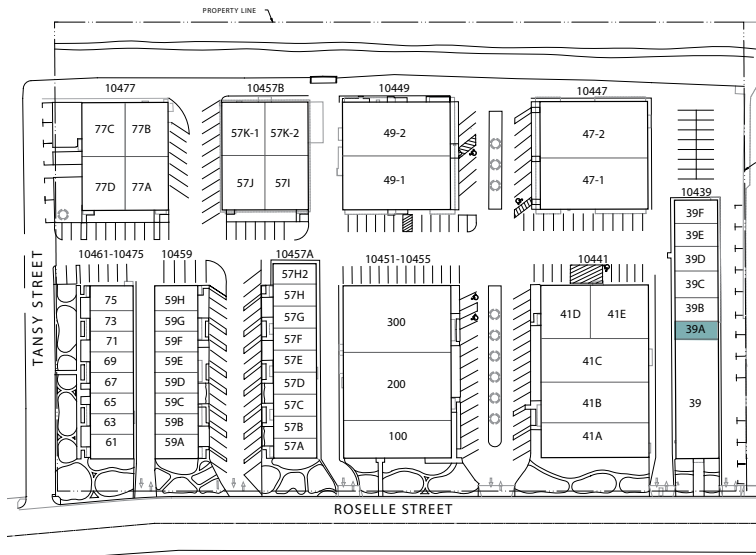 PROPERTY LINE
10477
10457B
10449
10447
77C
77B
77D
77A
57K-1
57K-2
57J
57I
49-2
49-1
47-2
47-1
10439
39F
39E
39D
39C
39B
39A
39
10461-10475
75
73
71
69
67
65
63
61
10459
59H
59G
59F
59E
59D
59C
59B
59A
10457A
57H2
57H
57G
57F
57E
57D
57C
57B
57A
10451-10455
300
200
100
10441
41D
41E
41C
41B
41A
TANSY STREET
ROSELLE STREET